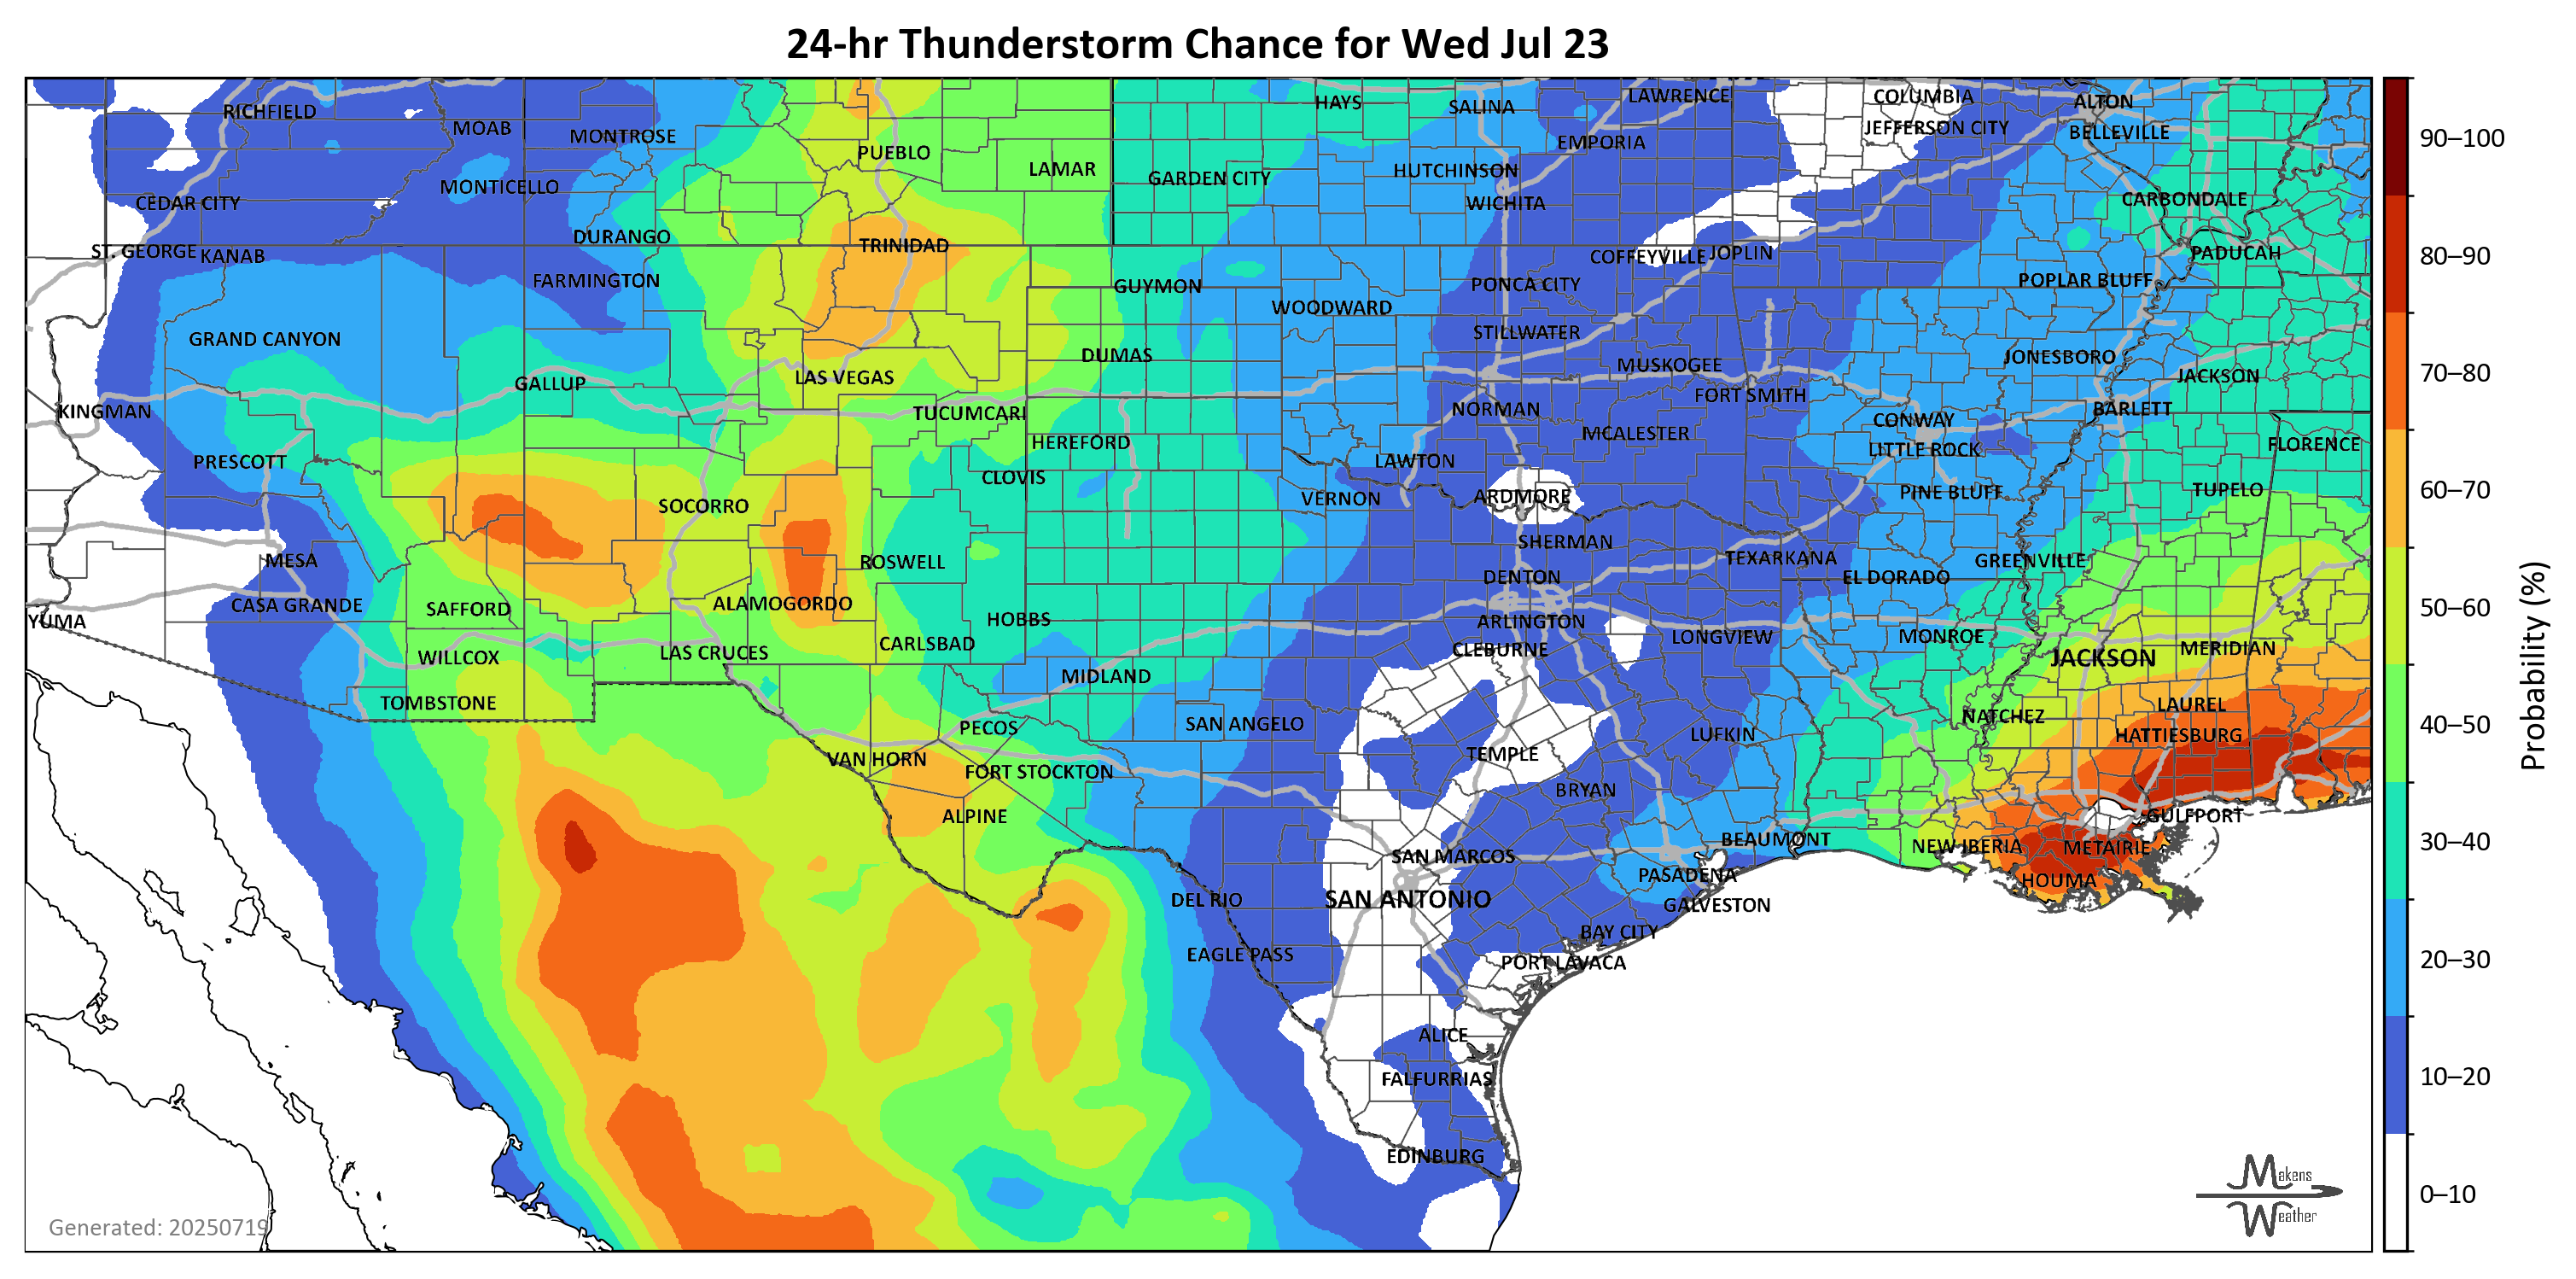 24-hr Thunderstorm Chance for Wed Jul 23
RICHFIELD
MOAB
MONTROSE
PUEBLO
LAMAR
HAYS
SALINA
LAWRENCE
COLUMBIA
ALTON
EMPORIA
JEFFERSON CITY
BELLEVILLE
MONTICELLO
GARDEN CITY
HUTCHINSON
CEDAR CITY
WICHITA
CARBONDALE
ST. GEORGE
KANAB
DURANGO
TRINIDAD
COFFEYVILLE
JOPLIN
PADUCAH
FARMINGTON
GUYMON
PONCA CITY
POPLAR BLUFF
WOODWARD
GRAND CANYON
STILLWATER
DUMAS
MUSKOGEE
JONESBORO
GALLUP
LAS VEGAS
FORT SMITH
JACKSON
KINGMAN
TUCUMCARI
NORMAN
CONWAY
BARLETT
HEREFORD
MCALESTER
LITTLE ROCK
FLORENCE
PRESCOTT
CLOVIS
LAWTON
SOCORRO
VERNON
ARDMORE
PINE BLUFF
TUPELO
MESA
ROSWELL
SHERMAN
TEXARKANA
GREENVILLE
CASA GRANDE
SAFFORD
ALAMOGORDO
DENTON
EL DORADO
YUMA
HOBBS
ARLINGTON
WILLCOX
LAS CRUCES
CARLSBAD
CLEBURNE
LONGVIEW
MONROE
JACKSON
MERIDIAN
TOMBSTONE
MIDLAND
PECOS
SAN ANGELO
LUFKIN
NATCHEZ
LAUREL
VAN HORN
FORT STOCKTON
TEMPLE
HATTIESBURG
ALPINE
BRYAN
GULFPORT
SAN MARCOS
BEAUMONT
NEW IBERIA
METAIRIE
DEL RIO
SAN ANTONIO
PASADENA
HOUMA
GALVESTON
EAGLE PASS
BAY CITY
PORT LAVACA
ALICE
FALFURRIAS
EDINBURG
Generated: 20250719
Makens
Weather
90–100
80–90
70–80
60–70
50–60
40–50
30–40
20–30
10–20
0–10
Probability (%)